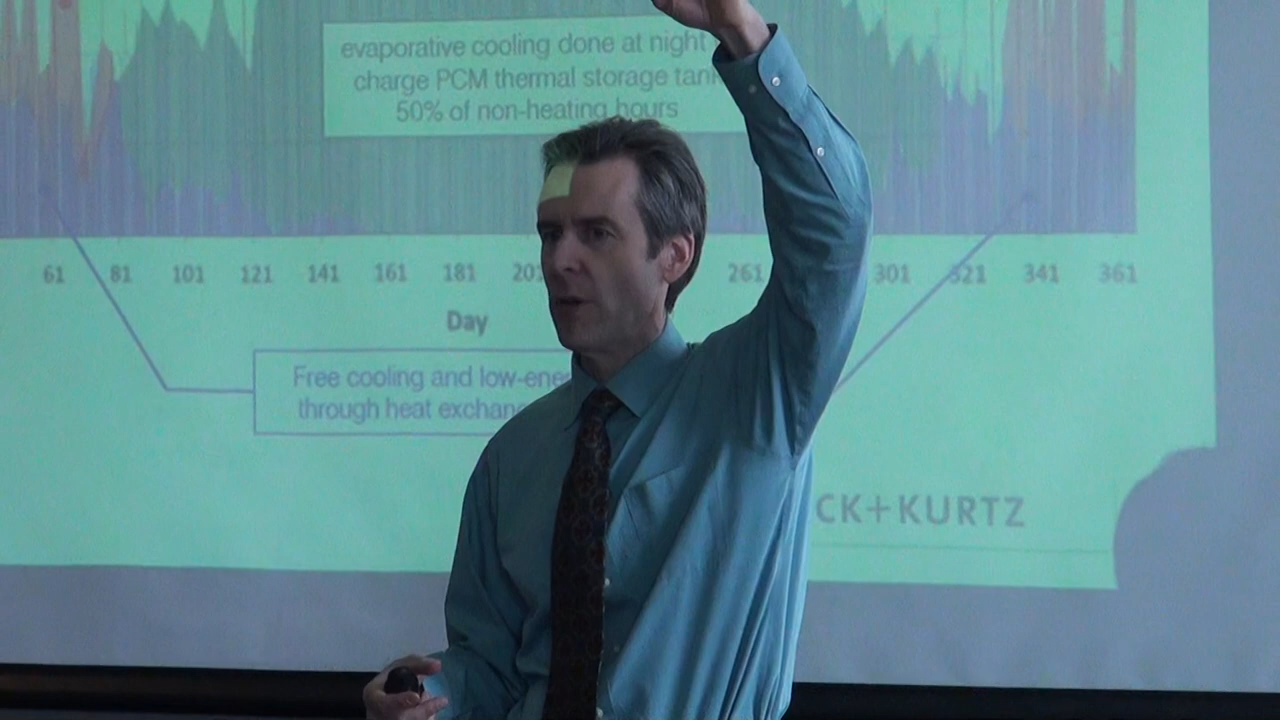 evaporative cooling done at night
charge PCM thermal storage tank
50% of non-heating hours
61 81 101 121 141 161 181 201 261 301 321 341 361
Day
Free cooling and low-ene
through heat exchan
CK+KURTZ